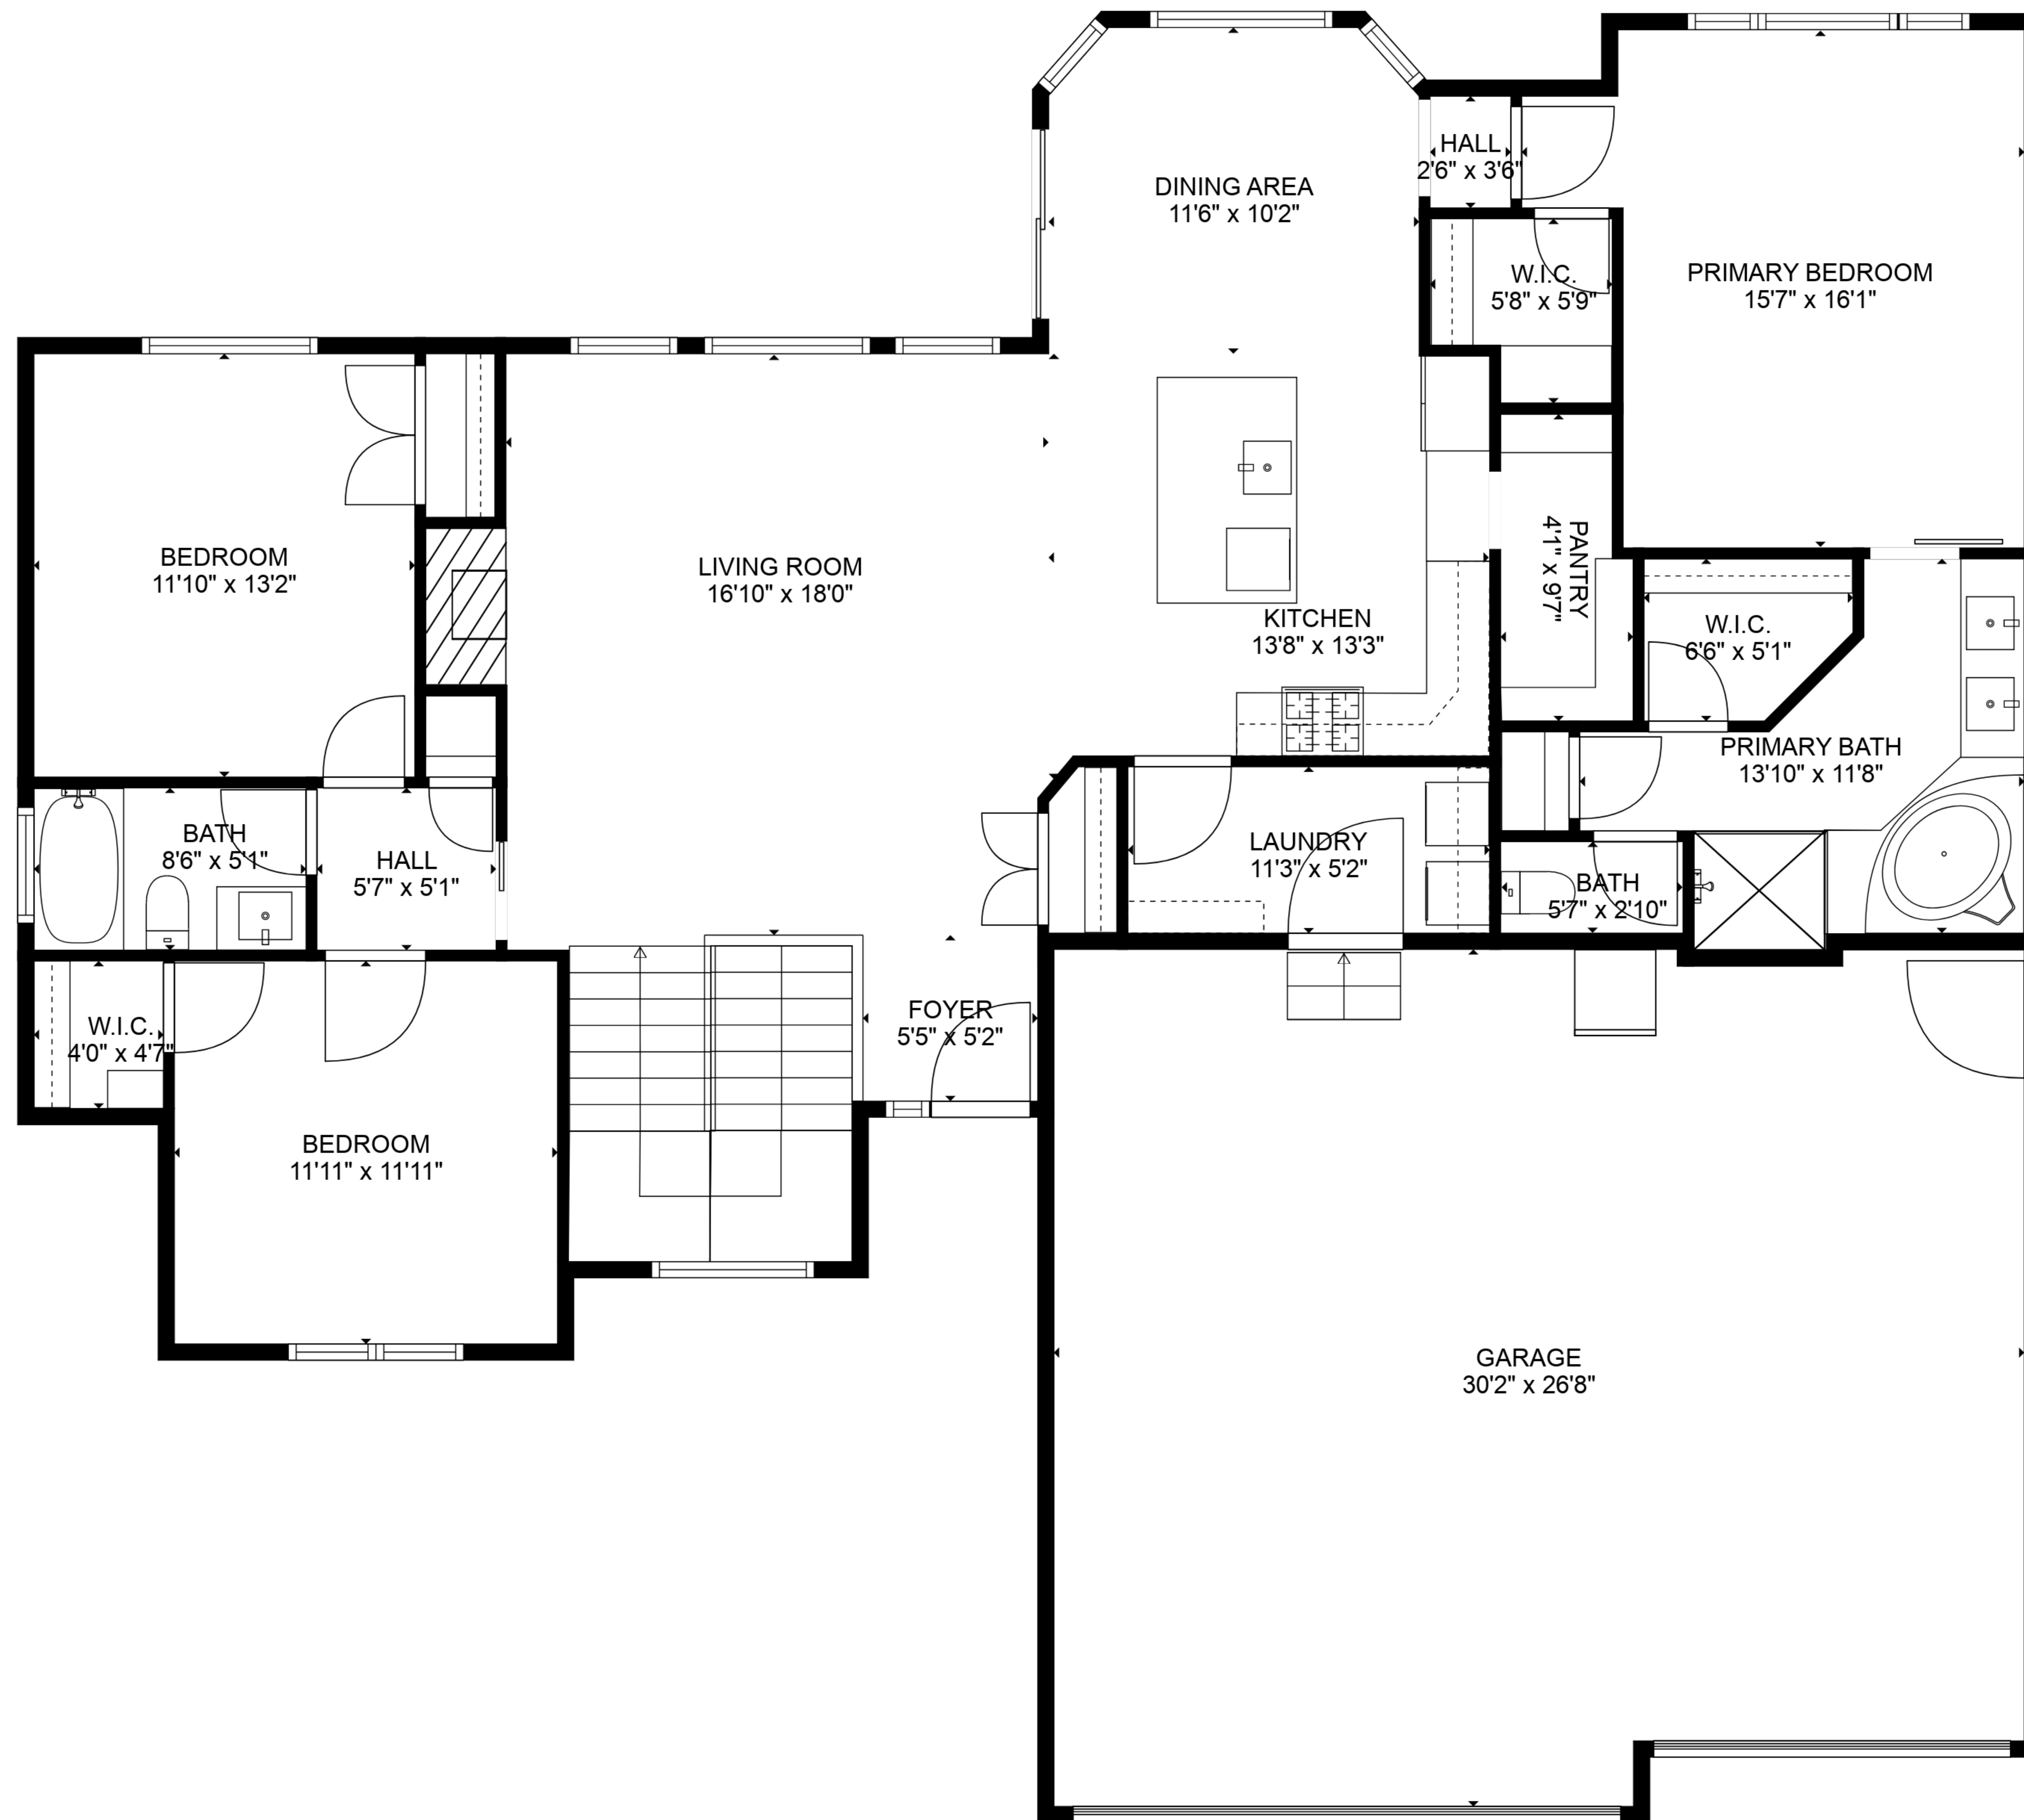 HALL
2'6" x 3'6"
DINING AREA
11'6" x 10'2"
W.I.C.
5'8" x 5'9"
PRIMARY BEDROOM
15'7" x 16'1"
BEDROOM
11'10" x 13'2"
LIVING ROOM
16'10" x 18'0"
KITCHEN
13'8" x 13'3"
PANTRY
4'1" x 9'7"
W.I.C.
6'6" x 5'1"
PRIMARY BATH
13'10" x 11'8"
BATH
8'6" x 5'1"
HALL
5'7" x 5'1"
LAUNDRY
11'3" x 5'2"
BATH
5'7" x 2'10"
W.I.C.
4'0" x 4'7"
FOYER
5'5" x 5'2"
BEDROOM
11'11" x 11'11"
GARAGE
30'2" x 26'8"